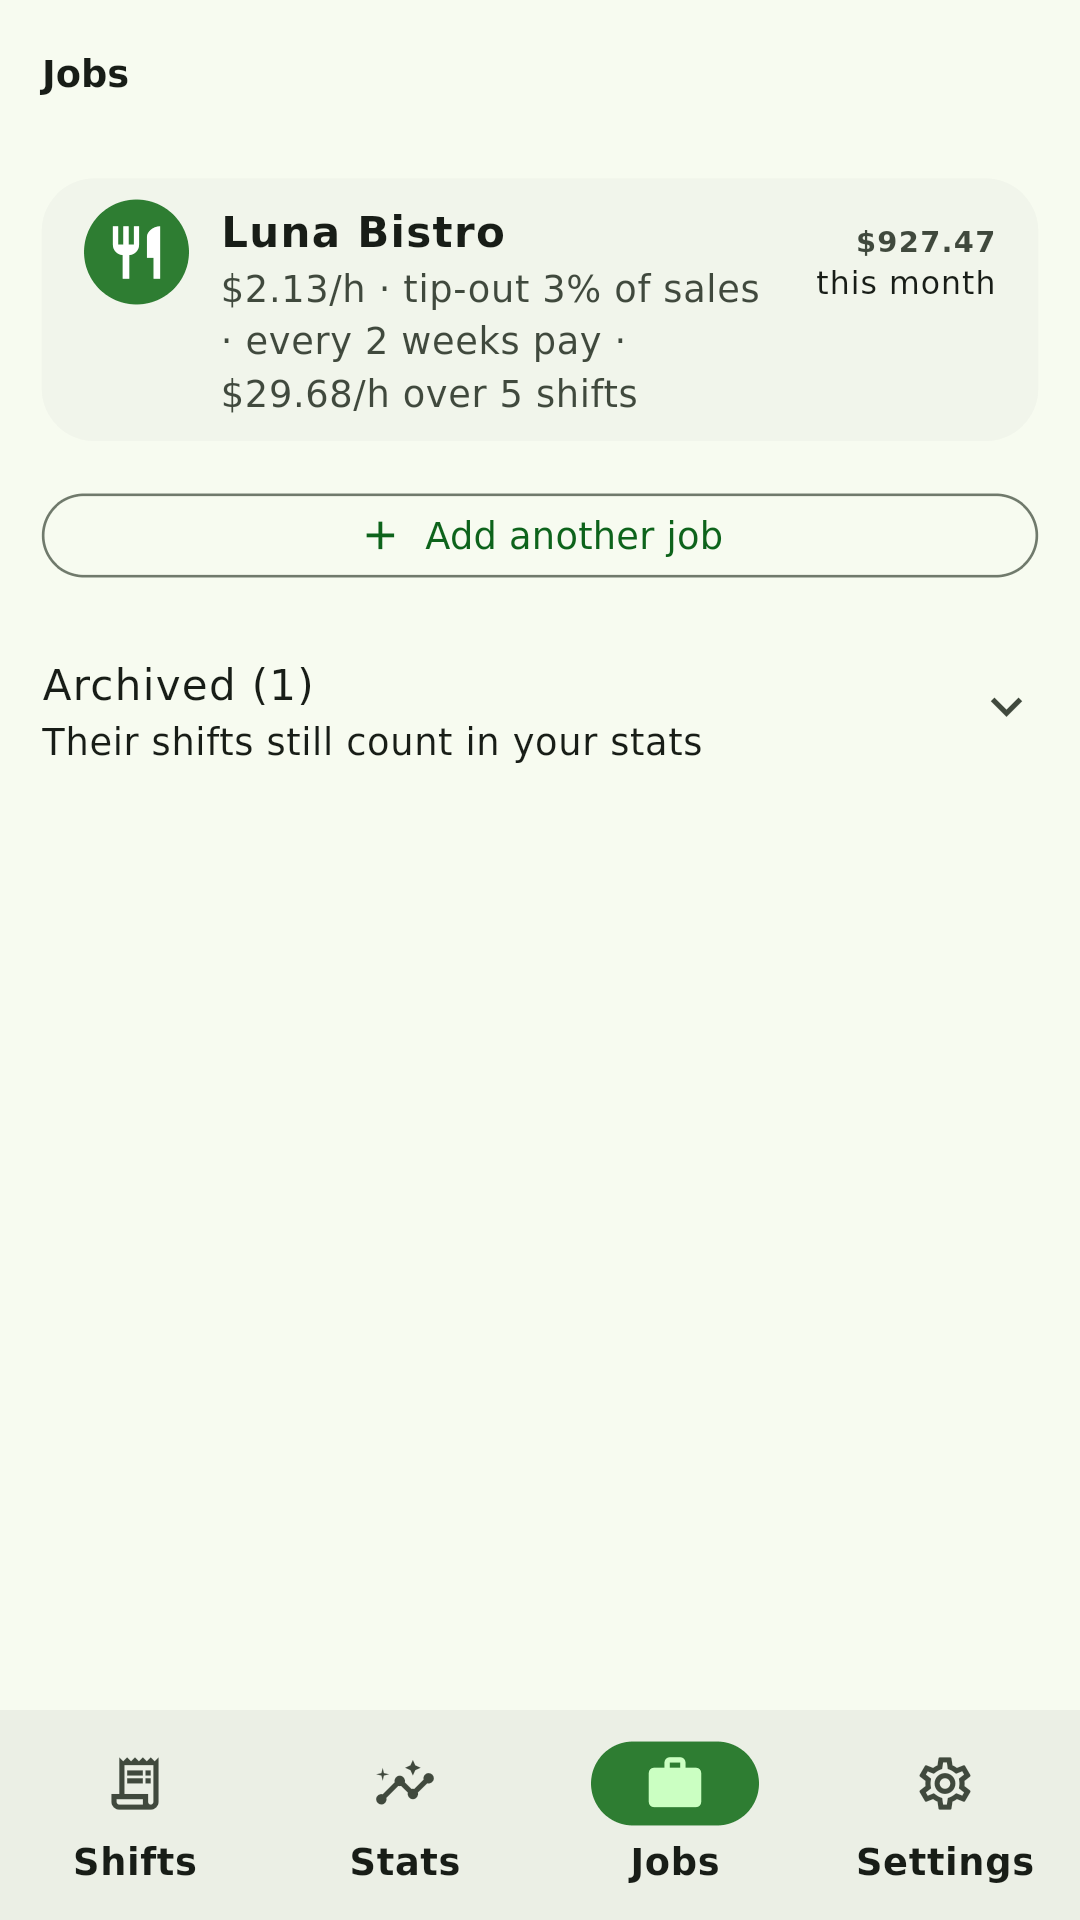 Jobs
Luna Bistro
$927.47
this month
$2.13/h · tip-out 3% of sales
· every 2 weeks pay ·
$29.68/h over 5 shifts
Add another job
Archived (1)
Their shifts still count in your stats
Shifts
Stats
Jobs
Settings